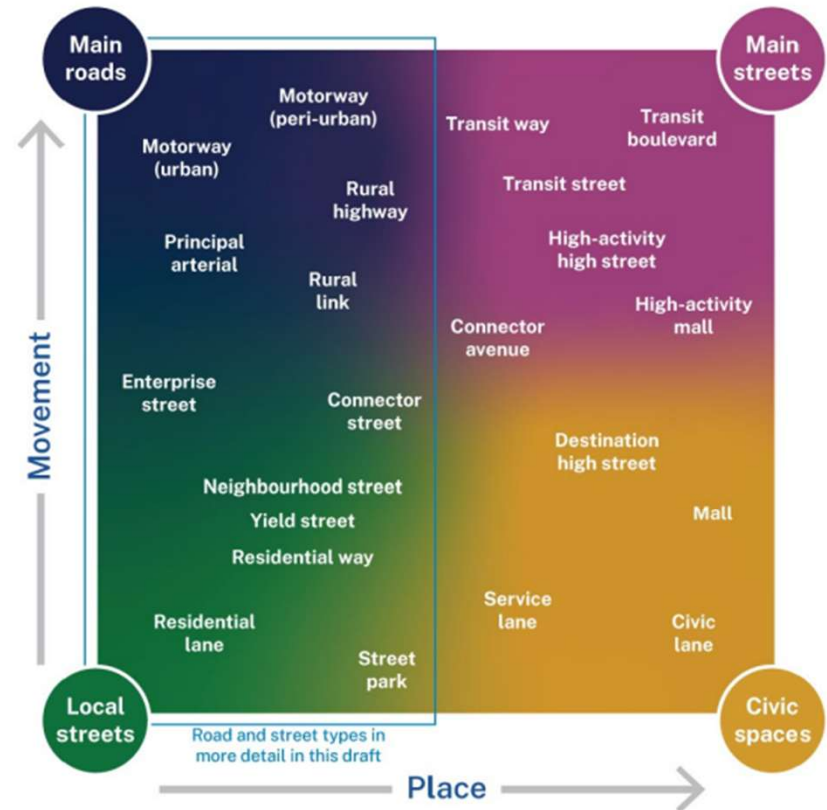 Main
roads
Main
streets
Motorway
(peri-urban)
Transit way
Transit
boulevard
Motorway
(urban)
Rural
highway
Transit street
Principal
arterial
High-activity
high street
Rural
link
High-activity
mall
Connector
avenue
Movement
Enterprise
street
Connector
street
Destination
high street
Neighbourhood street
Yield street
Mall
Residential way
Service
lane
Residential
lane
Civic
lane
Street
park
Local
streets
Civic
spaces
Road and street types in
more detail in this draft
Place